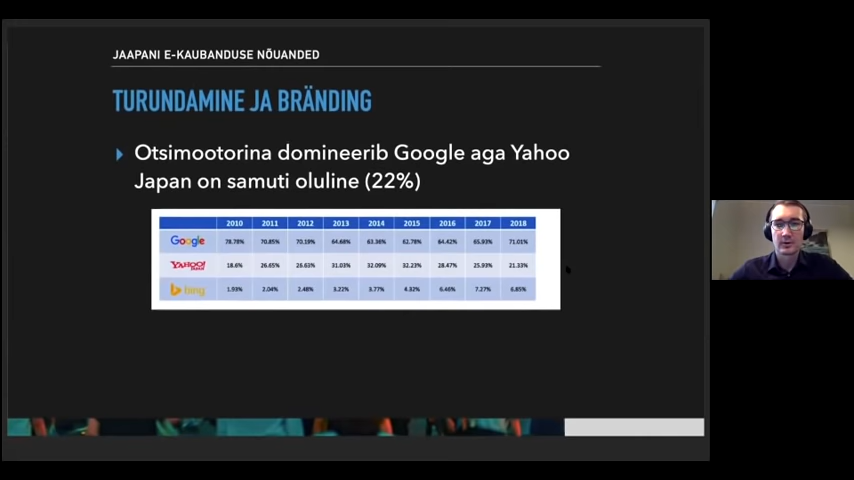 JAAPANI E-KAUBANDUSE NÕUANDED
TURUNDAMINE JA BRÄNDING
Otsimootorina domineerib Google aga Yahoo
Japan on samuti oluline (22%)
2010 2011 2012 2013 2014 2015 2016 2017 2018
Google 78.78% 70.85% 70.19% 64.68% 63.36% 62.78% 64.42% 65.93% 71.01%
YAHOO! JAPAN 18.6% 26.65% 26.63% 31.03% 32.09% 32.23% 28.47% 25.93% 21.33%
bing 1.93% 2.04% 2.48% 3.22% 3.77% 4.32% 6.46% 7.27% 6.85%